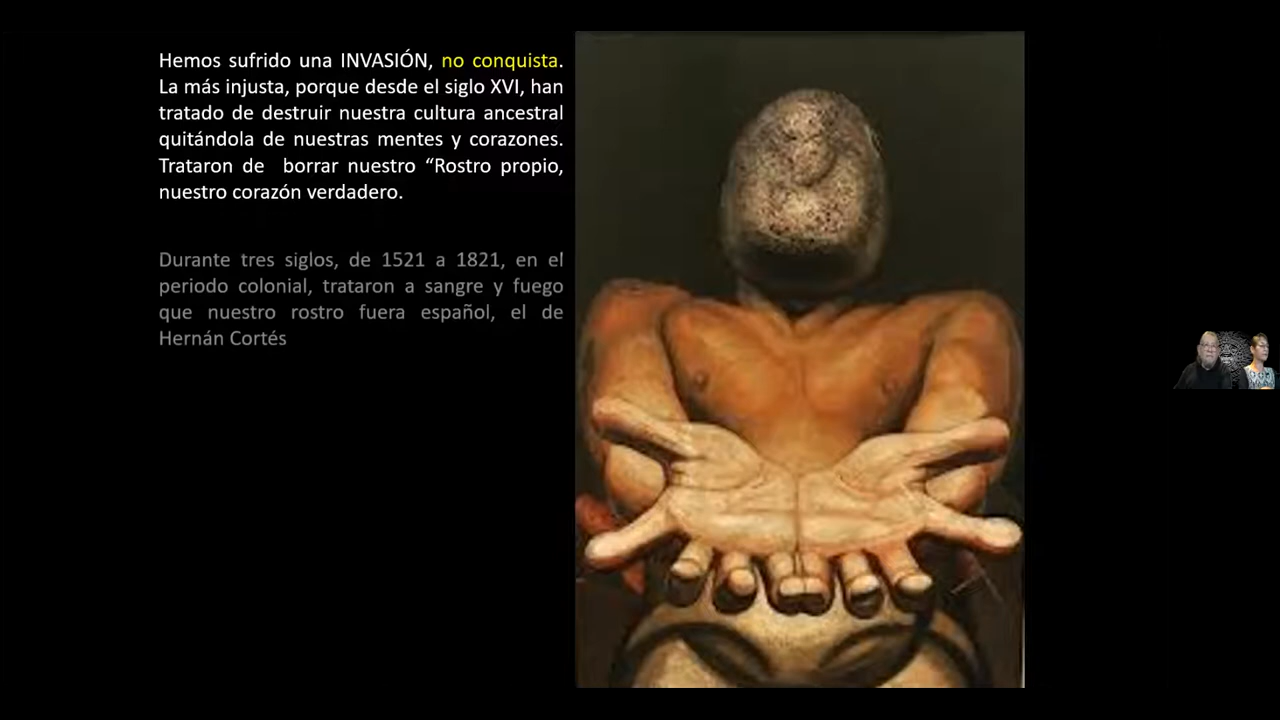 Hemos sufrido una INVASIÓN, no conquista.
La más injusta, porque desde el siglo XVI, han
tratado de destruir nuestra cultura ancestral
quitándola de nuestras mentes y corazones.
Trataron de borrar nuestro “Rostro propio,
nuestro corazón verdadero.
Durante tres siglos, de 1521 a 1821, en el
periodo colonial, trataron a sangre y fuego
que nuestro rostro fuera español, el de
Hernán Cortés